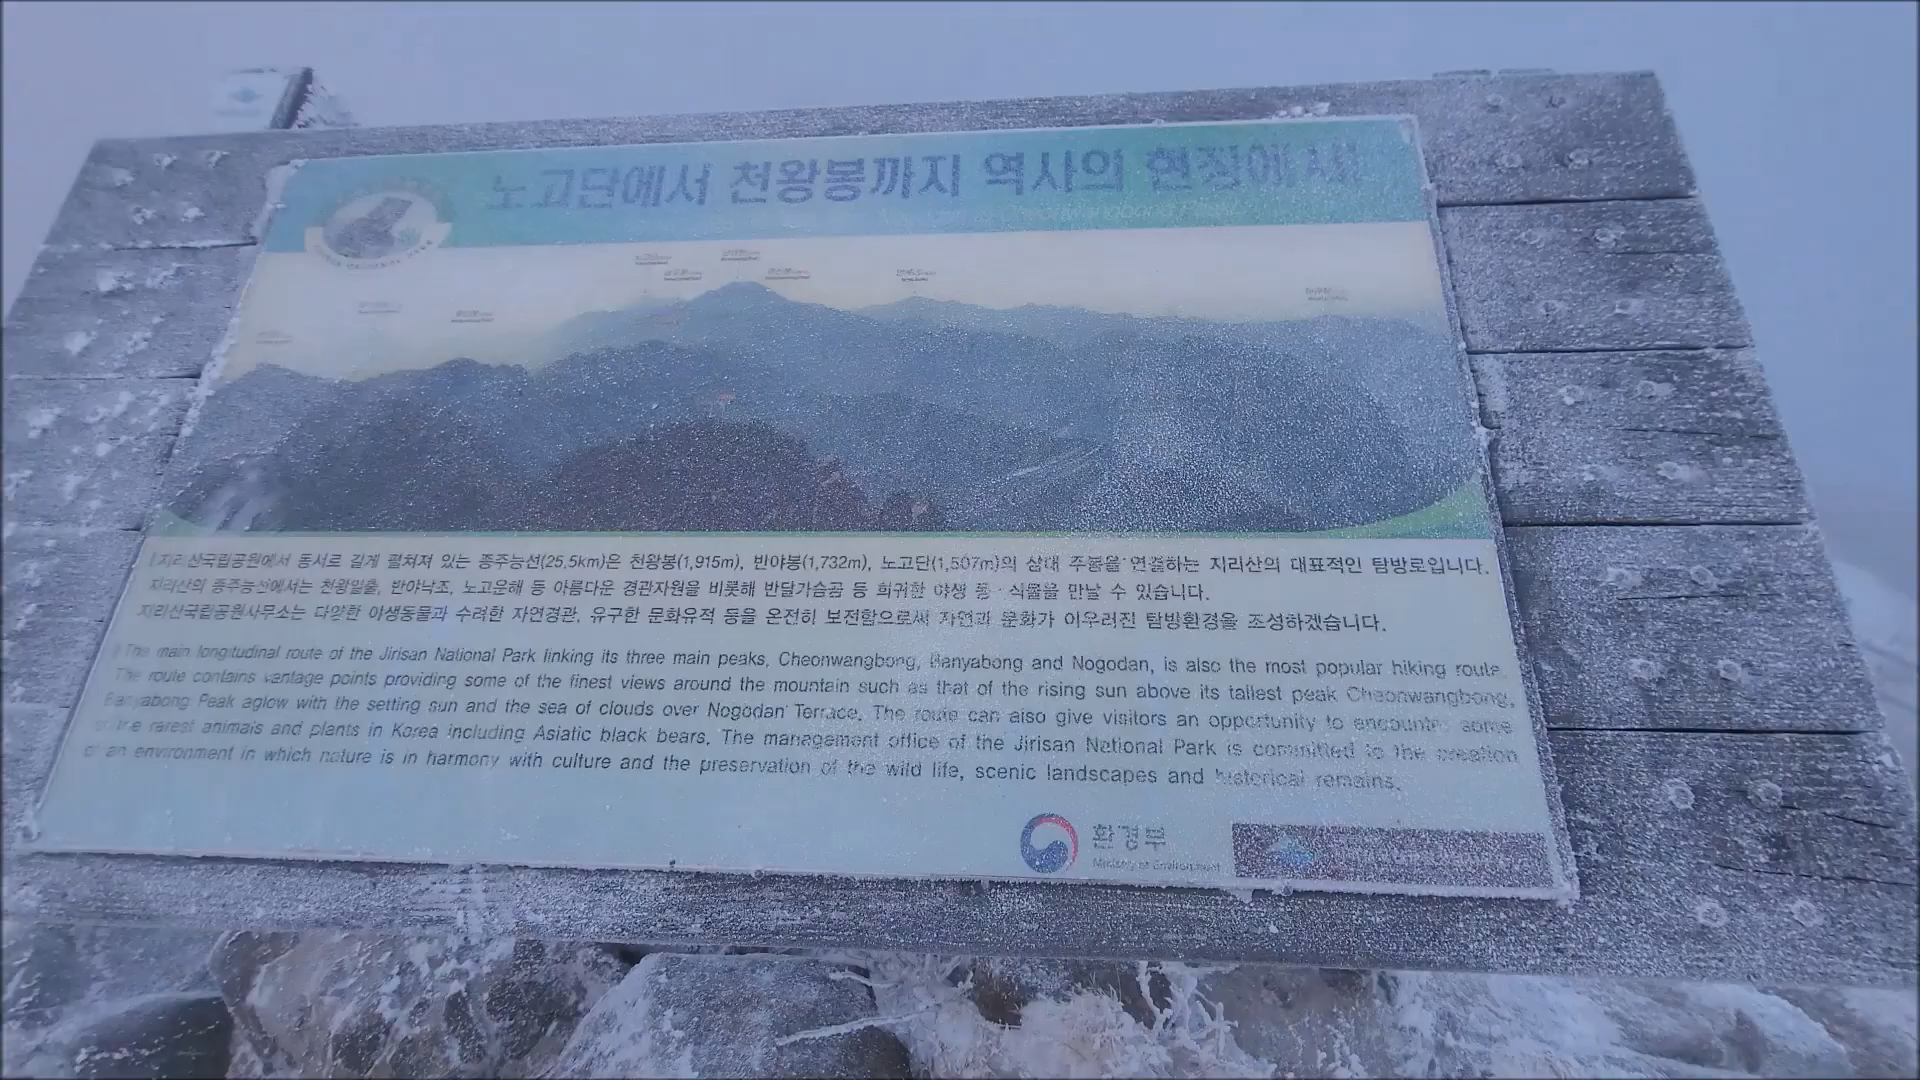 노고단에서 천왕봉까지 역사의 현장에서
지리산국립공원에서 동서로 길게 펼쳐져 있는 종주능선(25.5km)은 천왕봉(1,915m), 반야봉(1,732m), 노고단(1,507m)의 삼대 주봉을 연결하는 지리산의 대표적인 탐방로입니다.
지리산의 종주능선에서는 천왕일출, 반야낙조, 노고운해 등 아름다운 경관자원을 비롯해 반달가슴곰 등 희귀한 야생 동·식물을 만날 수 있습니다.
지리산국립공원사무소는 다양한 야생동물과 수려한 자연경관, 유구한 문화유적 등을 온전히 보전함으로써 자연과 문화가 어우러진 탐방환경을 조성하겠습니다.
The main longitudinal route of the Jirisan National Park linking its three main peaks, Cheonwangbong, Banyabong and Nogodan, is also the most popular hiking route.
The route contains vantage points providing some of the finest views around the mountain such as that of the rising sun above its tallest peak Cheonwangbong,
Banyabong Peak aglow with the setting sun and the sea of clouds over Nogodan Terrace. The route can also give visitors an opportunity to encounter some
of the rarest animals and plants in Korea including Asiatic black bears. The management office of the Jirisan National Park is committed to the creation
of an environment in which nature is in harmony with culture and the preservation of the wild life, scenic landscapes and historical remains.
환경부
Ministry of Environment